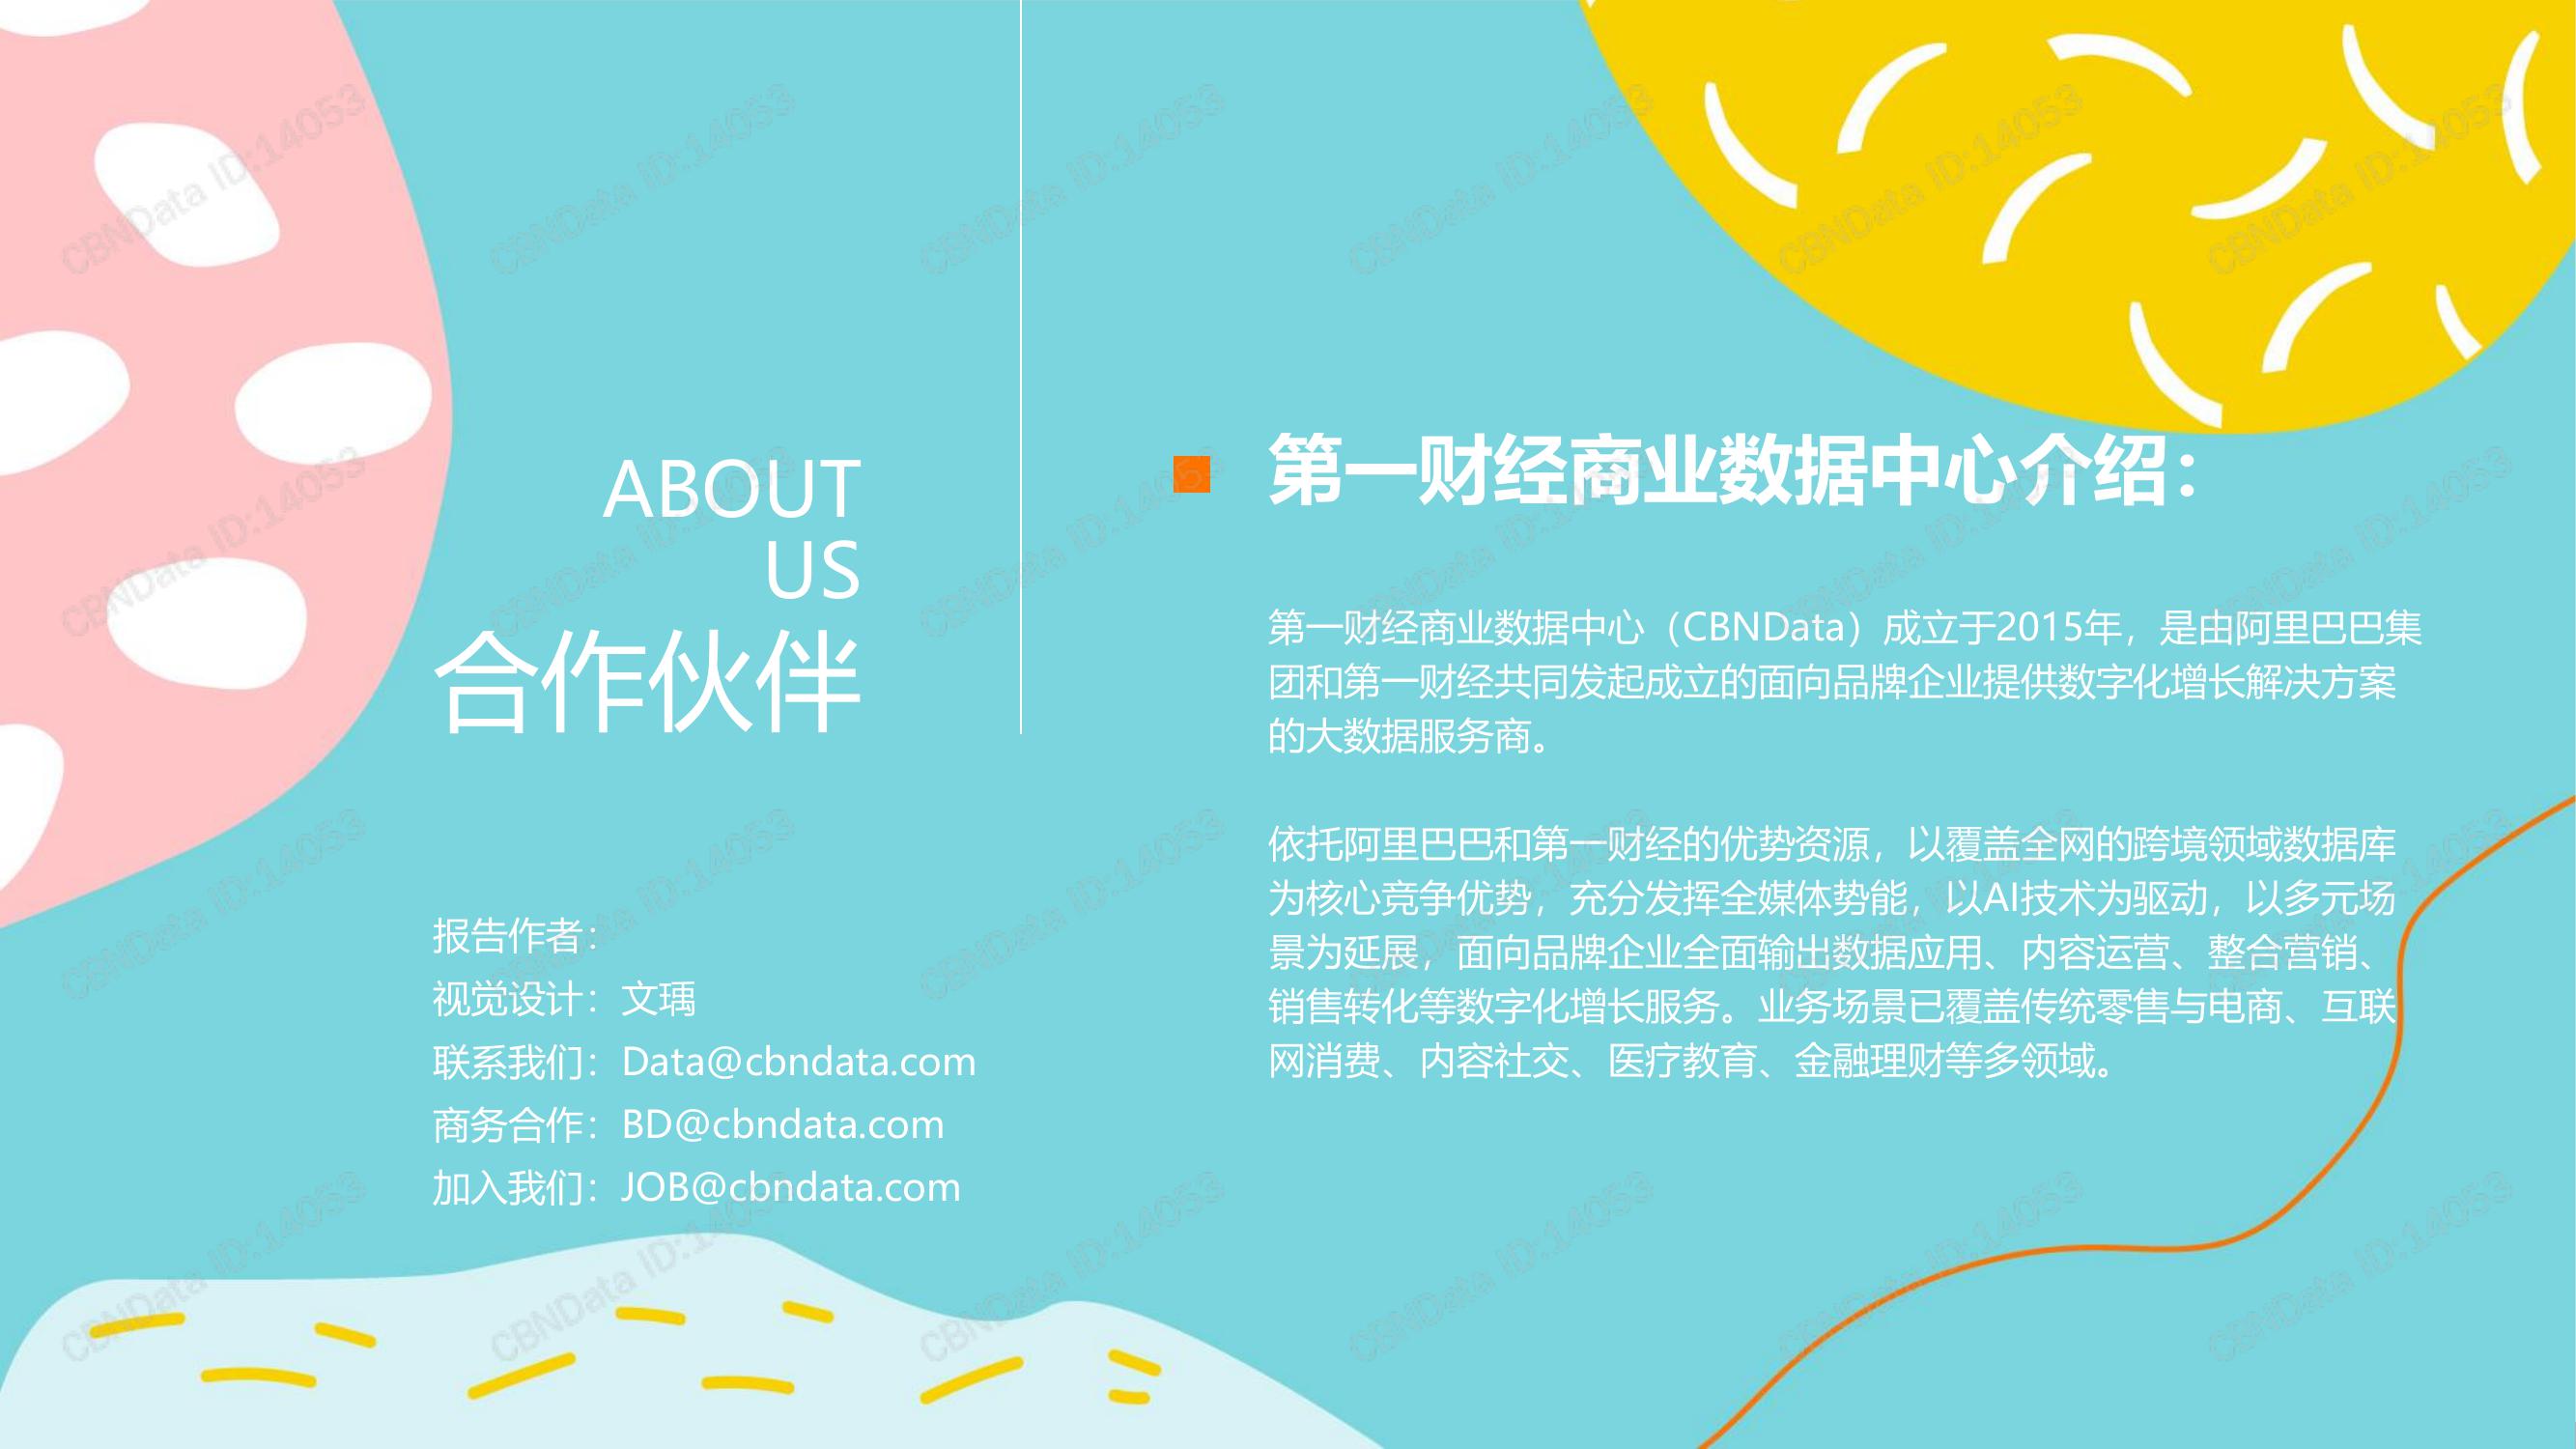 ABOUT
US
合作伙伴
报告作者：
视觉设计：文瑀
联系我们：Data@cbndata.com
商务合作：BD@cbndata.com
加入我们：JOB@cbndata.com
第一财经商业数据中心介绍：
第一财经商业数据中心（CBNData）成立于2015年，是由阿里巴巴集
团和第一财经共同发起成立的面向品牌企业提供数字化增长解决方案
的大数据服务商。
依托阿里巴巴和第一财经的优势资源，以覆盖全网的跨境领域数据库
为核心竞争优势，充分发挥全媒体势能，以AI技术为驱动，以多元场
景为延展，面向品牌企业全面输出数据应用、内容运营、整合营销、
销售转化等数字化增长服务。业务场景已覆盖传统零售与电商、互联
网消费、内容社交、医疗教育、金融理财等多领域。
CBNData ID:14053